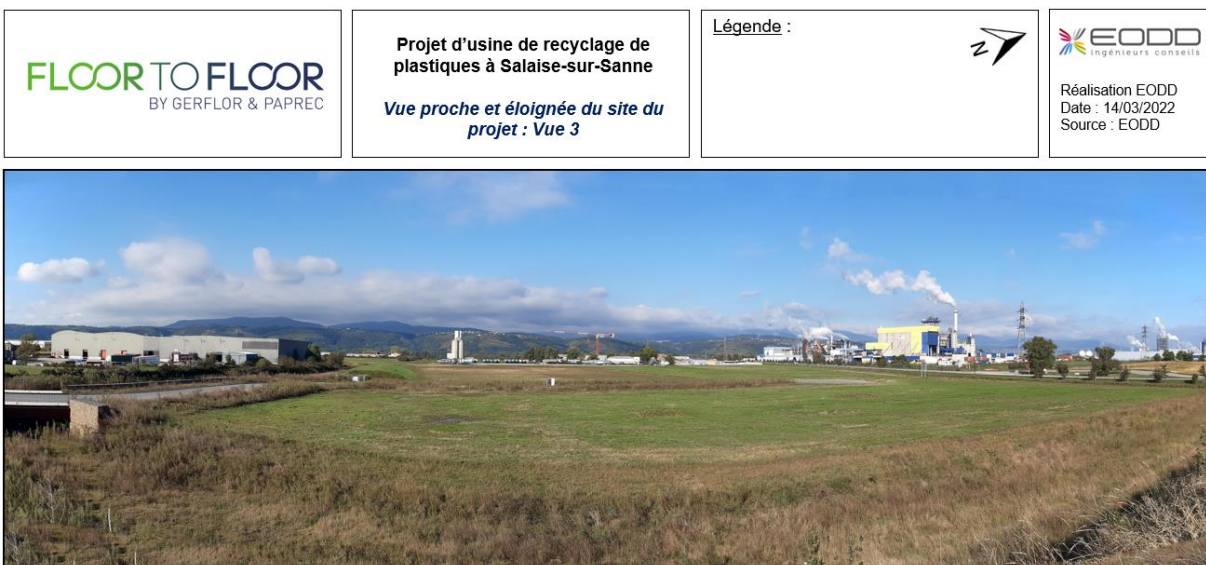 FLOOR TO FLOOR
BY GERFLOR & PAPREC
Projet d’usine de recyclage de
plastiques à Salaise-sur-Sanne
Vue proche et éloignée du site du
projet : Vue 3
Légende :
N
EODD
ingénieurs conseils
Réalisation EODD
Date : 14/03/2022
Source : EODD